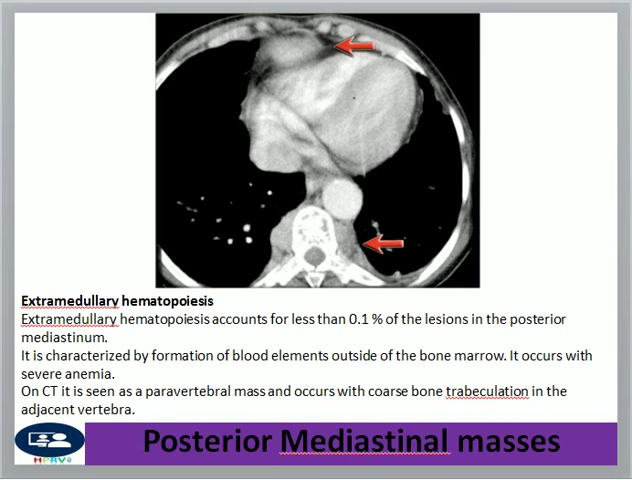 Extramedullary hematopoiesis
Extramedullary hematopoiesis accounts for less than 0.1 % of the lesions in the posterior
mediastinum.
It is characterized by formation of blood elements outside of the bone marrow. It occurs with
severe anemia.
On CT it is seen as a paravertebral mass and occurs with coarse bone trabeculation in the
adjacent vertebra.
Posterior Mediastinal masses